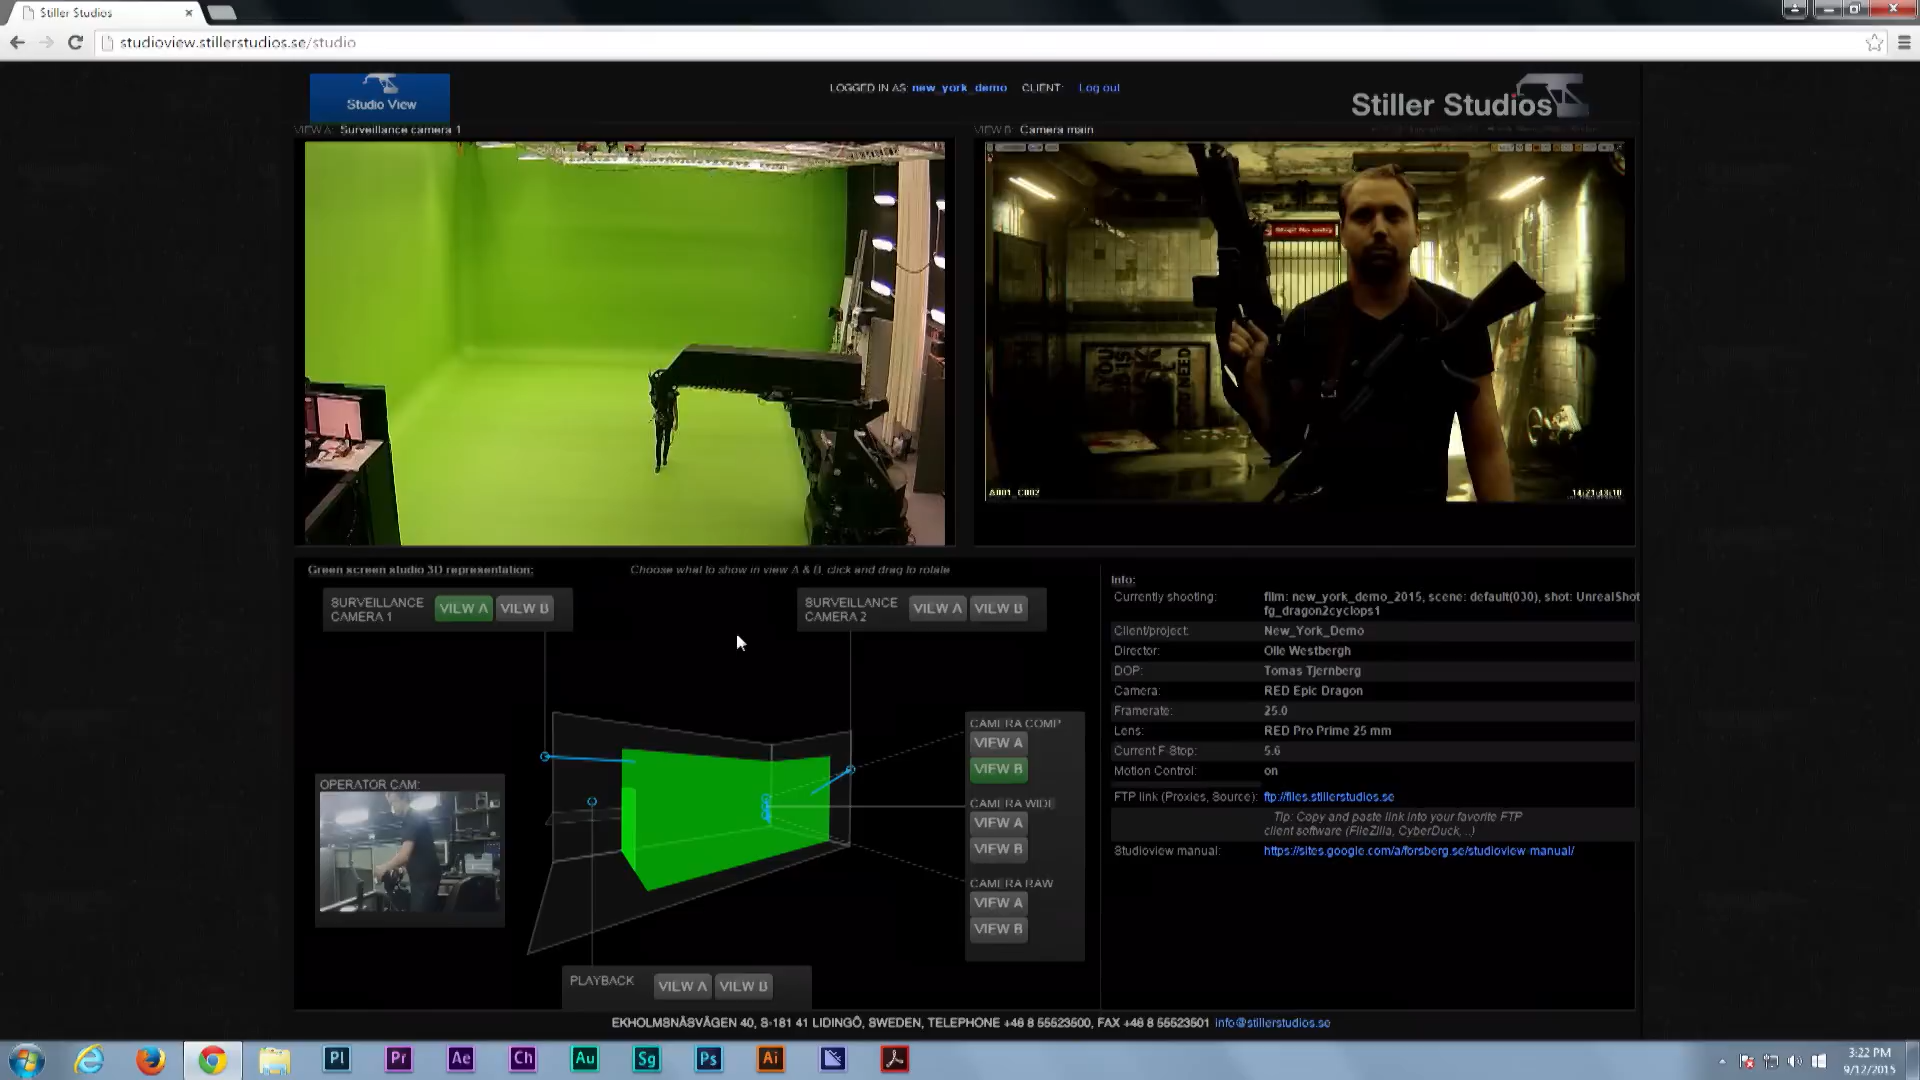 Stiller Studios
studioview.stillerstudios.se/studio
Studio View
LOGGED IN AS: new_york_demo CLIENT: Log out
Stiller Studios
VIEW A: Surveillance camera 1
VIEW B: Camera main
YOU
NEED
A001_C002
14:21:43:10
Green screen studio 3D representation:
Choose what to show in view A & B, click and drag to rotate
SURVEILLANCE
CAMERA 1
VIEW A
VIEW B
SURVEILLANCE
CAMERA 2
VIEW A
VIEW B
OPERATOR CAM:
CAMERA COMP
VIEW A
VIEW B
CAMERA WIDE
VIEW A
VIEW B
CAMERA RAW
VIEW A
VIEW B
PLAYBACK
VIEW A
VIEW B
Info:
Currently shooting: film: new_york_demo_2015, scene: default(030), shot: UnrealShot
fg_dragon2cyclops1
Client/project: New_York_Demo
Director: Olle Westbergh
DOP: Tomas Tjernberg
Camera: RED Epic Dragon
Framerate: 25.0
Lens: RED Pro Prime 25 mm
Current F-Stop: 5.6
Motion Control: on
FTP link (Proxies, Source): ftp://files.stillerstudios.se
Tip: Copy and paste link into your favorite FTP
client software (FileZilla, CyberDuck, ..)
Studioview manual: https://sites.google.com/a/forsberg.se/studioview-manual/
EKHOLMSNÄSVÄGEN 40, S-181 41 LIDINGÖ, SWEDEN, TELEPHONE +46 8 55523500, FAX +46 8 55523501 info@stillerstudios.se
Pl
Pr
Ae
Ch
Au
Sg
Ps
Ai
3:22 PM
9/12/2015